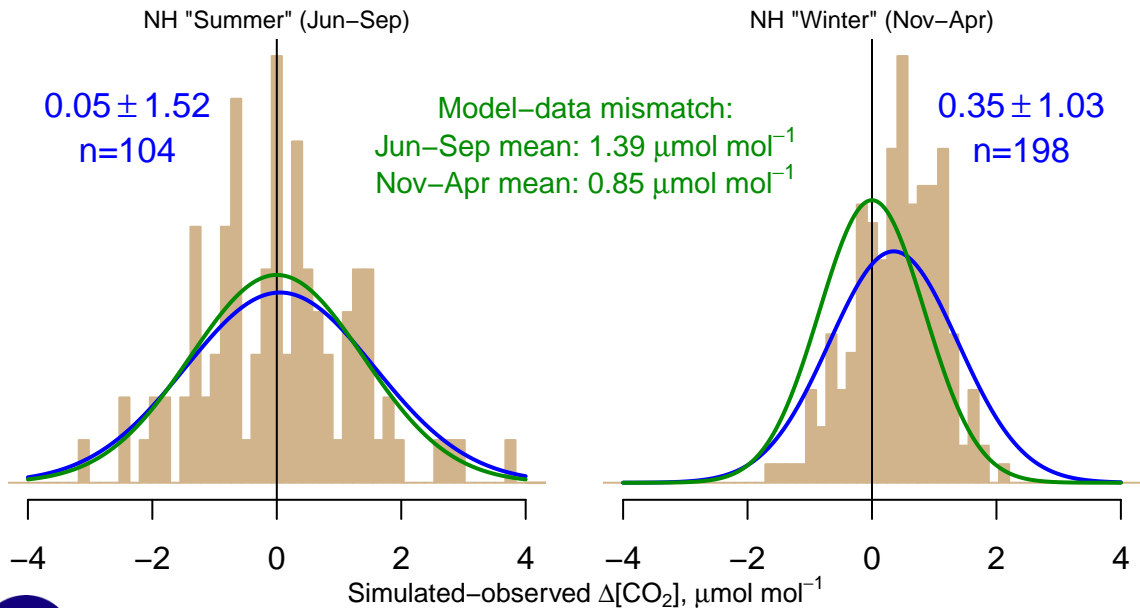 NH "Summer" (Jun−Sep)
NH "Winter" (Nov−Apr)
0.05 ± 1.52
n=104
Model−data mismatch:
Jun−Sep mean: 1.39 μmol mol⁻¹
Nov−Apr mean: 0.85 μmol mol⁻¹
0.35 ± 1.03
n=198
−4 −2 0 2 4
−4 −2 0 2 4
Simulated−observed Δ[CO₂], μmol mol⁻¹